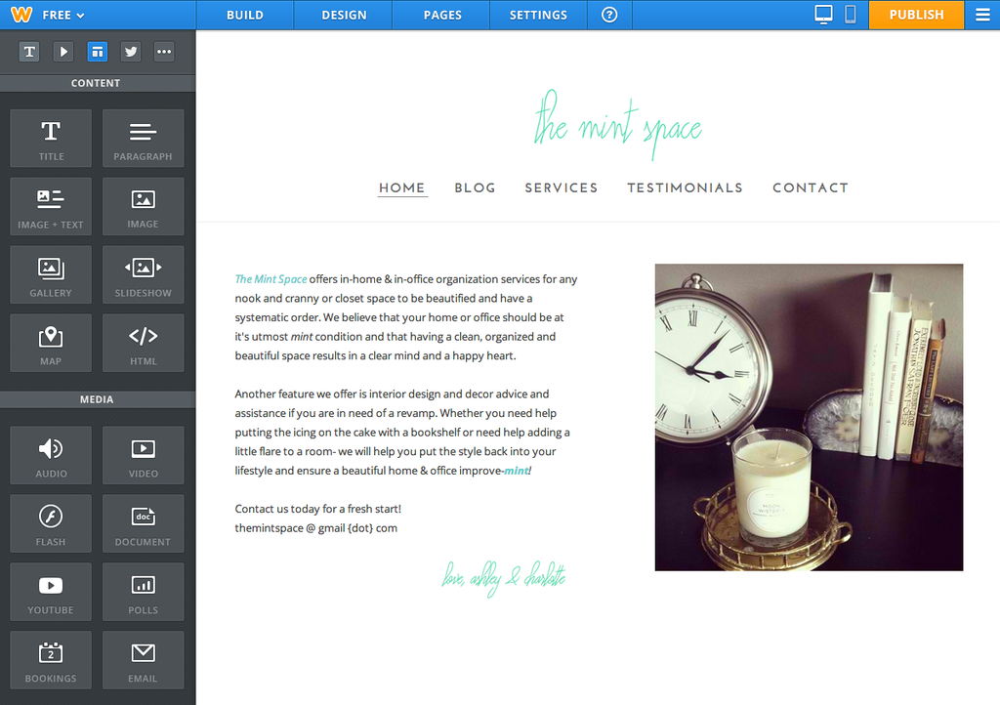 W FREE BUILD DESIGN PAGES SETTINGS ? PUBLISH
T
CONTENT
T
TITLE PARAGRAPH
IMAGE + TEXT IMAGE
GALLERY SLIDESHOW
</>
MAP HTML
MEDIA
AUDIO VIDEO
doc
FLASH DOCUMENT
YOUTUBE POLLS
2
BOOKINGS EMAIL
the mint space
HOME BLOG SERVICES TESTIMONIALS CONTACT
The Mint Space offers in-home & in-office organization services for any
nook and cranny or closet space to be beautified and have a
systematic order. We believe that your home or office should be at
it's utmost mint condition and that having a clean, organized and
beautiful space results in a clear mind and a happy heart.
Another feature we offer is interior design and decor advice and
assistance if you are in need of a revamp. Whether you need help
putting the icing on the cake with a bookshelf or need help adding a
little flare to a room- we will help you put the style back into your
lifestyle and ensure a beautiful home & office improve-mint!
Contact us today for a fresh start!
themintspace @ gmail {dot} com
love, ashley & charlotte